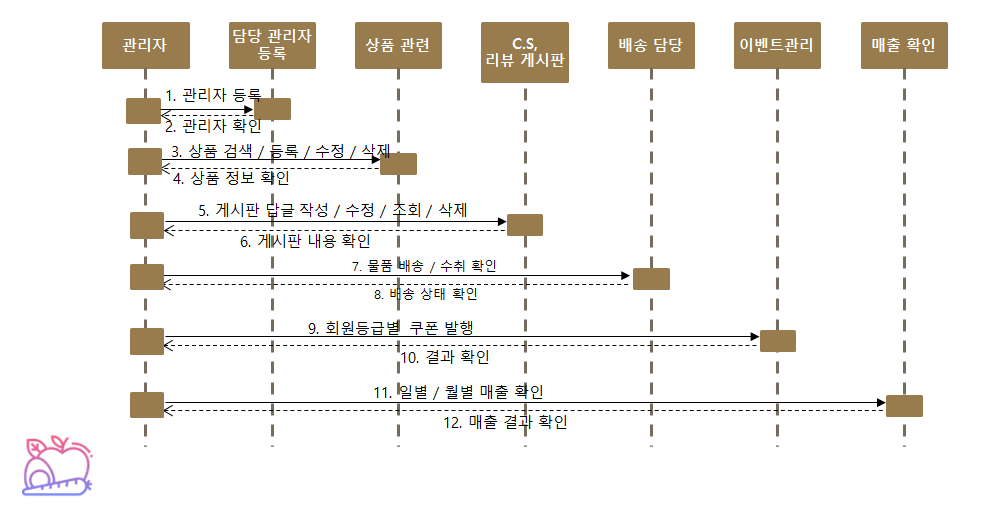 관리자
담당 관리자
등록
상품 관련
C.S,
리뷰 게시판
배송 담당
이벤트관리
매출 확인
1. 관리자 등록
2. 관리자 확인
3. 상품 검색 / 등록 / 수정 / 삭제
4. 상품 정보 확인
5. 게시판 답글 작성 / 수정 / 조회 / 삭제
6. 게시판 내용 확인
7. 물품 배송 / 수취 확인
8. 배송 상태 확인
9. 회원등급별 쿠폰 발행
10. 결과 확인
11. 일별 / 월별 매출 확인
12. 매출 결과 확인